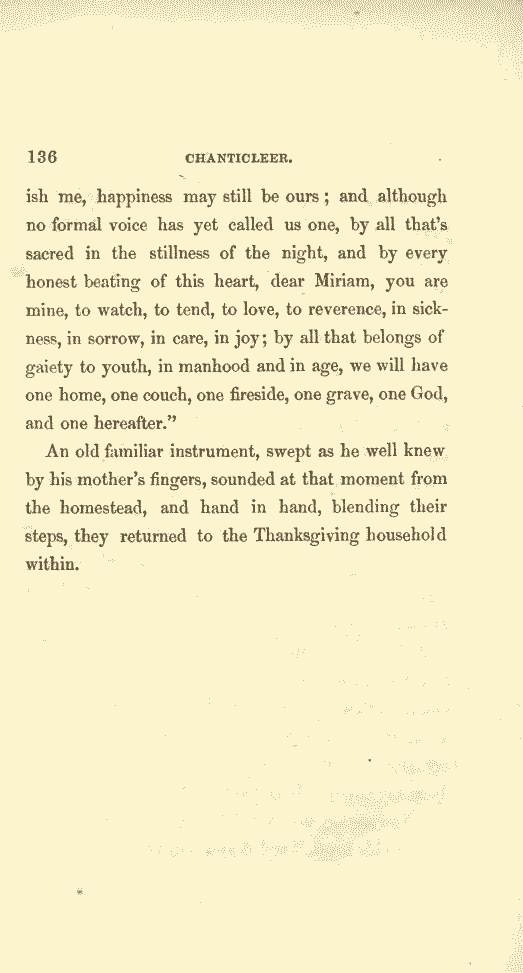 136 CHANTICLEER.
ish me, happiness may still be ours ; and although
no formal voice has yet called us one, by all that's
sacred in the stillness of the night, and by every
honest beating of this heart, dear Miriam, you are
mine, to watch, to tend, to love, to reverence, in sick-
ness, in sorrow, in care, in joy; by all that belongs of
gaiety to youth, in manhood and in age, we will have
one home, one couch, one fireside, one grave, one God,
and one hereafter.”
An old familiar instrument, swept as he well knew
by his mother's fingers, sounded at that moment from
the homestead, and hand in hand, blending their
steps, they returned to the Thanksgiving household
within.